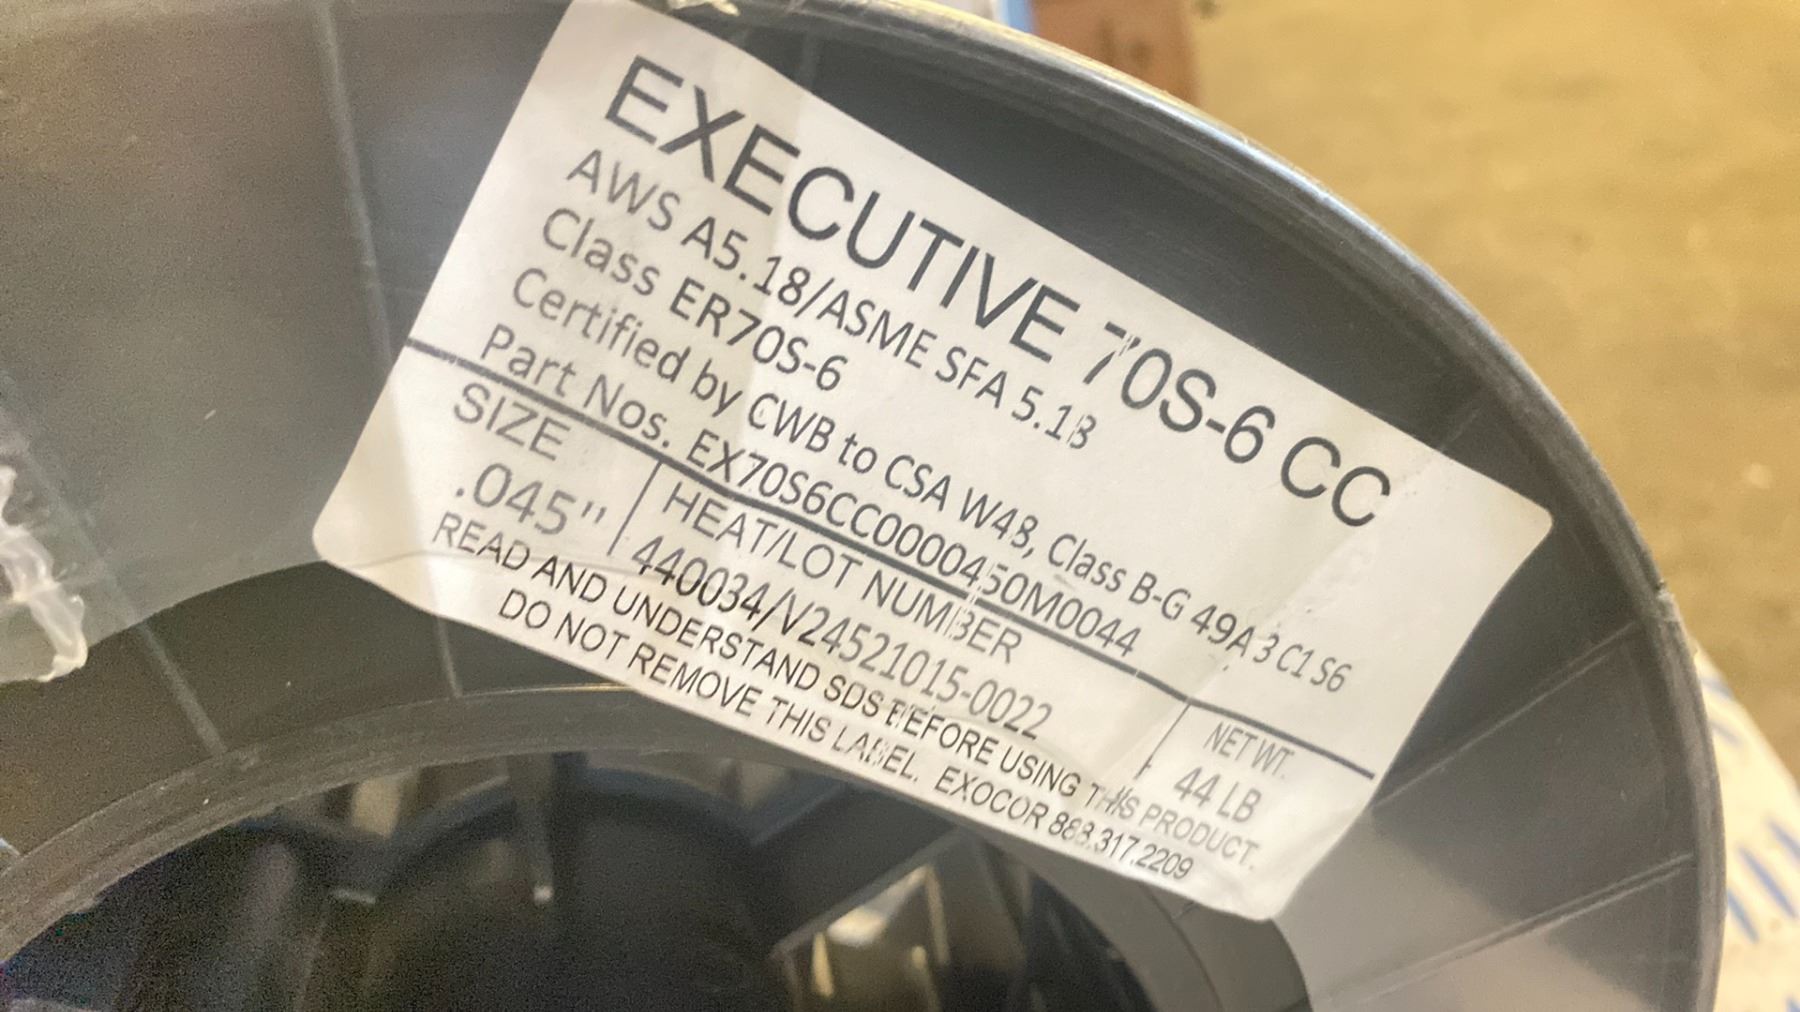 EXECUTIVE 70S-6 CC
AWS A5.18/ASME SFA 5.18
Class ER70S-6
Certified by CWB to CSA W48, Class B-G 49A 3 C1 S6
Part Nos. EX70S6CC0000450M0044
SIZE HEAT/LOT NUMBER NET WT.
.045" 440034/V24521015-0022 44 LB
READ AND UNDERSTAND SDS BEFORE USING THIS PRODUCT.
DO NOT REMOVE THIS LABEL. EXOCOR 888.317.2209